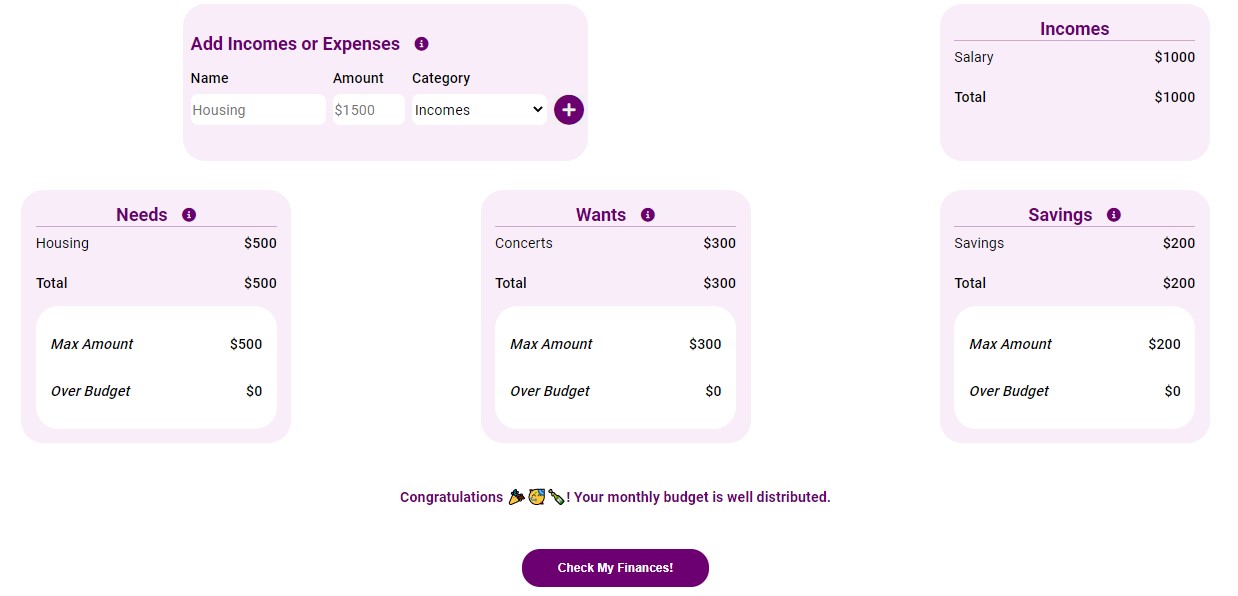 Add Incomes or Expenses
Name Amount Category
Housing $1500 Incomes
Incomes
Salary $1000
Total $1000
Needs
Housing $500
Total $500
Max Amount $500
Over Budget $0
Wants
Concerts $300
Total $300
Max Amount $300
Over Budget $0
Savings
Savings $200
Total $200
Max Amount $200
Over Budget $0
Congratulations 🎉🥳🍾! Your monthly budget is well distributed.
Check My Finances!